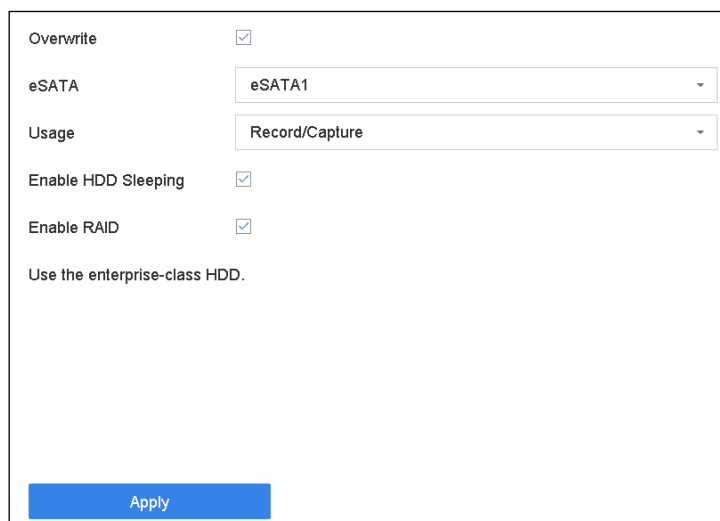 Overwrite
eSATA eSATA1
Usage Record/Capture
Enable HDD Sleeping
Enable RAID
Use the enterprise-class HDD.
Apply